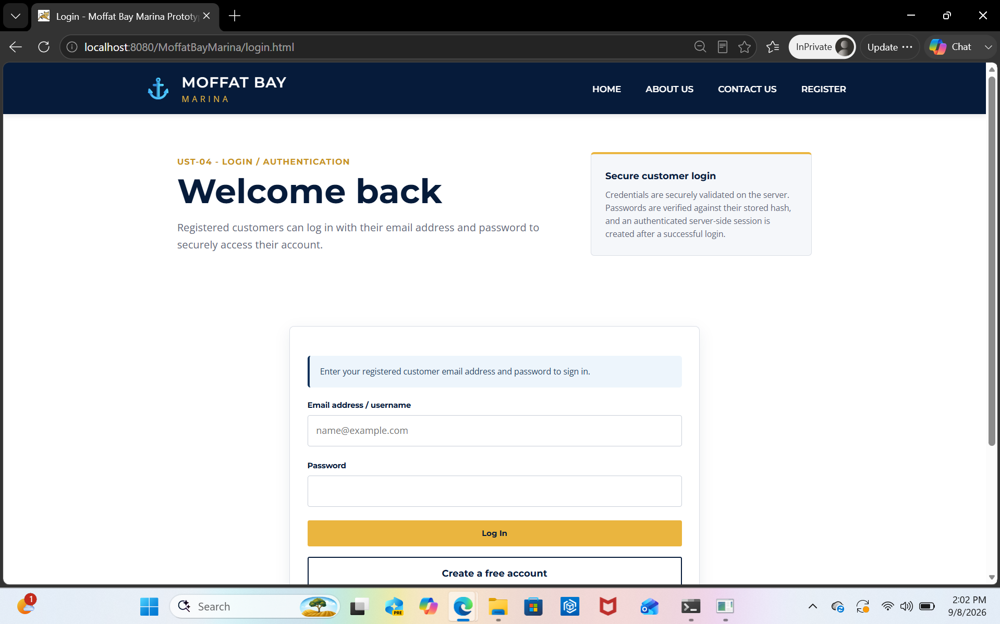 Login - Moffat Bay Marina Prototy
localhost:8080/MoffatBayMarina/login.html
InPrivate
Update
Chat
MOFFAT BAY
MARINA
HOME
ABOUT US
CONTACT US
REGISTER
UST-04 - LOGIN / AUTHENTICATION
Welcome back
Registered customers can log in with their email address and password to
securely access their account.
Secure customer login
Credentials are securely validated on the server.
Passwords are verified against their stored hash,
and an authenticated server-side session is
created after a successful login.
Enter your registered customer email address and password to sign in.
Email address / username
name@example.com
Password
Log In
Create a free account
1
Search
PRE
2:02 PM
9/8/2026